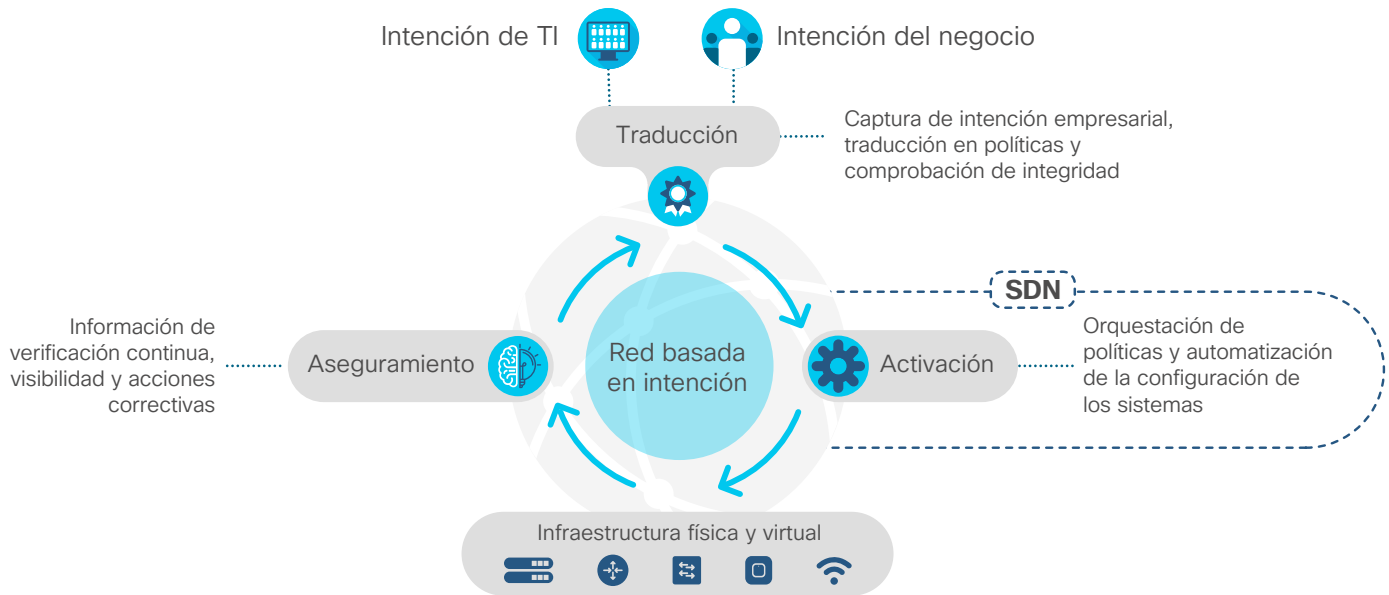 Intención de TI
Intención del negocio
Traducción
Captura de intención empresarial,
traducción en políticas y
comprobación de integridad
SDN
Información de
verificación continua,
visibilidad y acciones
correctivas
Aseguramiento
Red basada
en intención
Activación
Orquestación de
políticas y automatización
de la configuración de
los sistemas
Infraestructura física y virtual